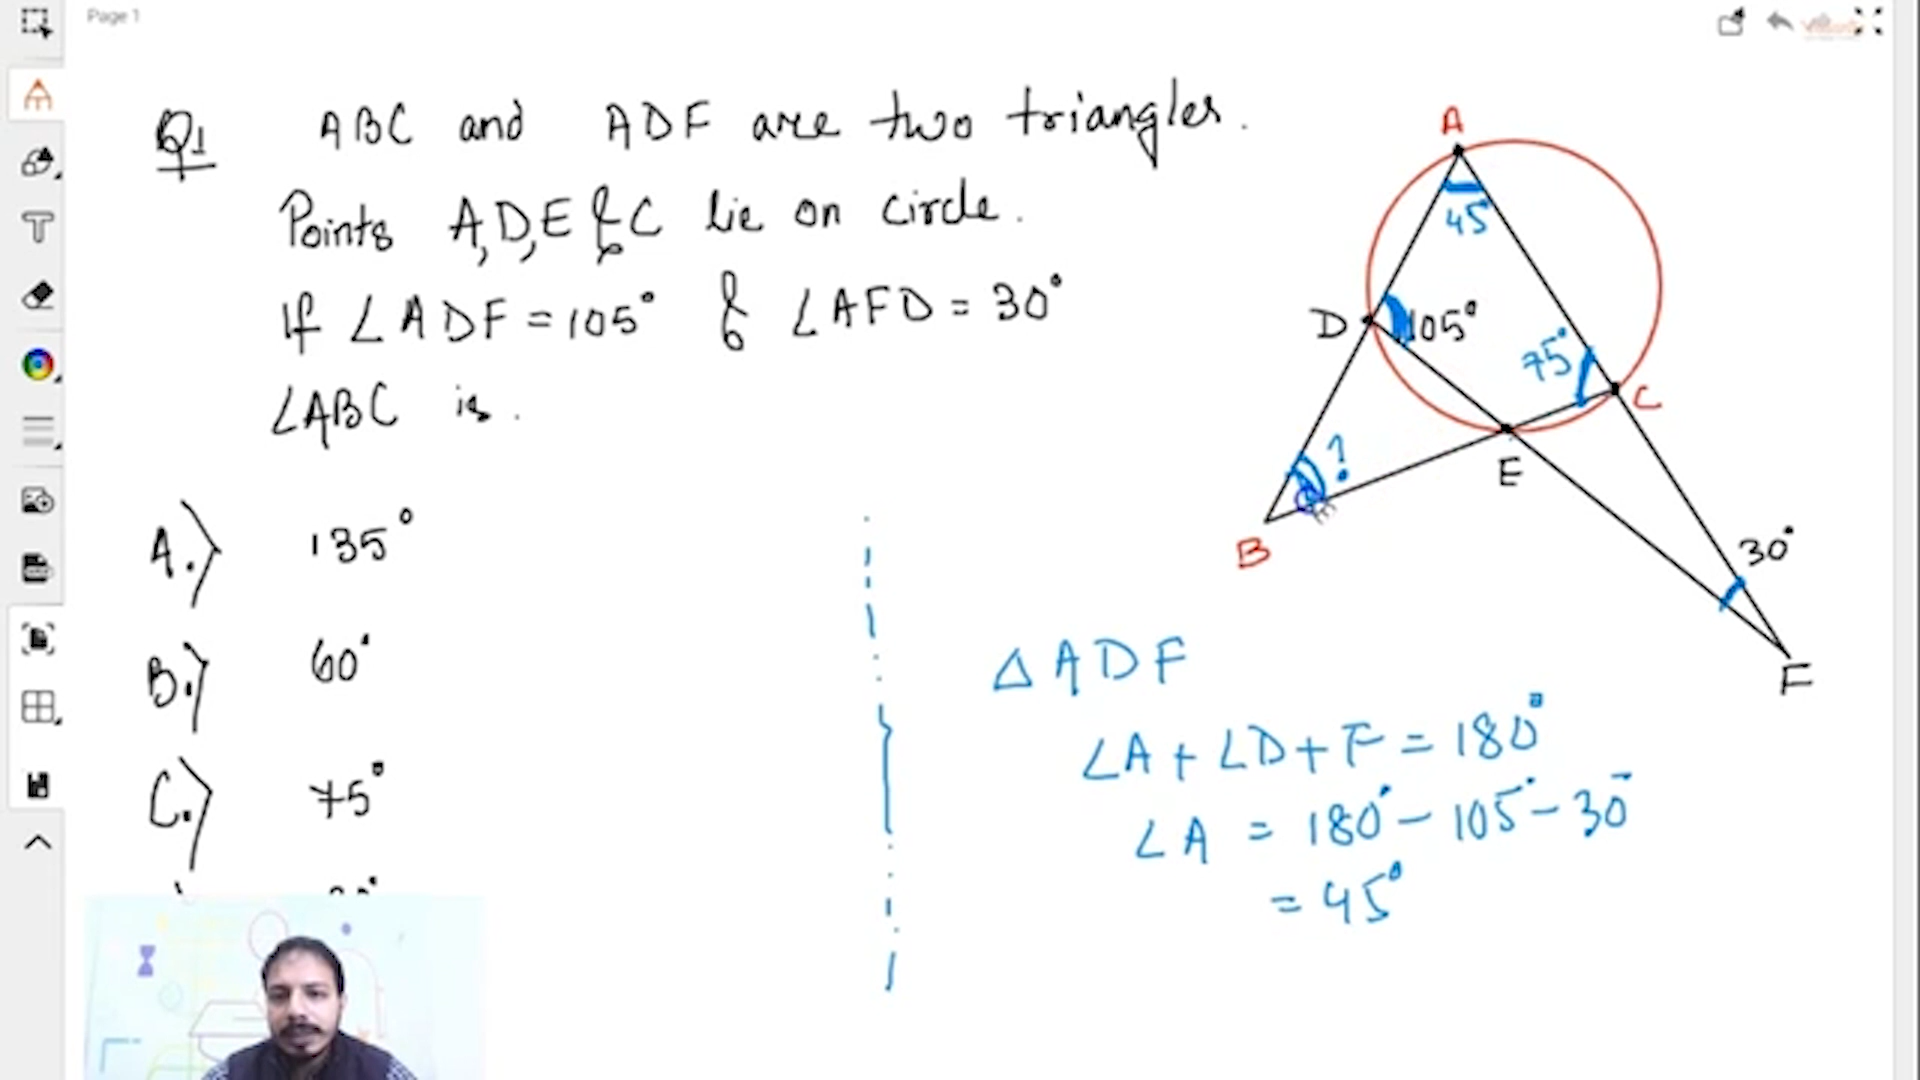 Page 1
Q1 ABC and ADF are two triangles.
Points A, D, E & C lie on circle.
If ∠ADF = 105° & ∠AFD = 30°
∠ABC is.
A.) 135°
B.) 60°
C.) 75°
A
45
D
105°
75°
C
?
E
B
30°
F
△ADF
∠A + ∠D + F = 180°
∠A = 180° - 105° - 30°
= 45°